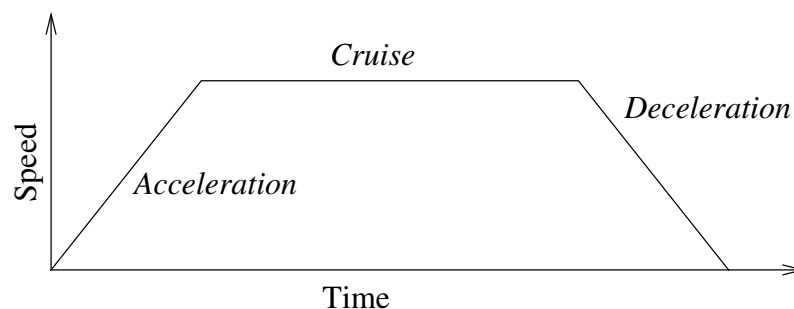 Cruise
Deceleration
Speed
Acceleration
Time